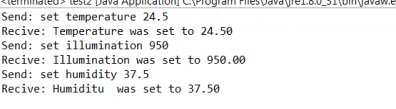 <terminated> test2 [Java Application] C:\Program Files\Java\jre1.8.0_31\bin\javaw.e
Send: set temperature 24.5
Recive: Temperature was set to 24.50
Send: set illumination 950
Recive: Illumination was set to 950.00
Send: set humidity 37.5
Recive: Humiditu  was set to 37.50